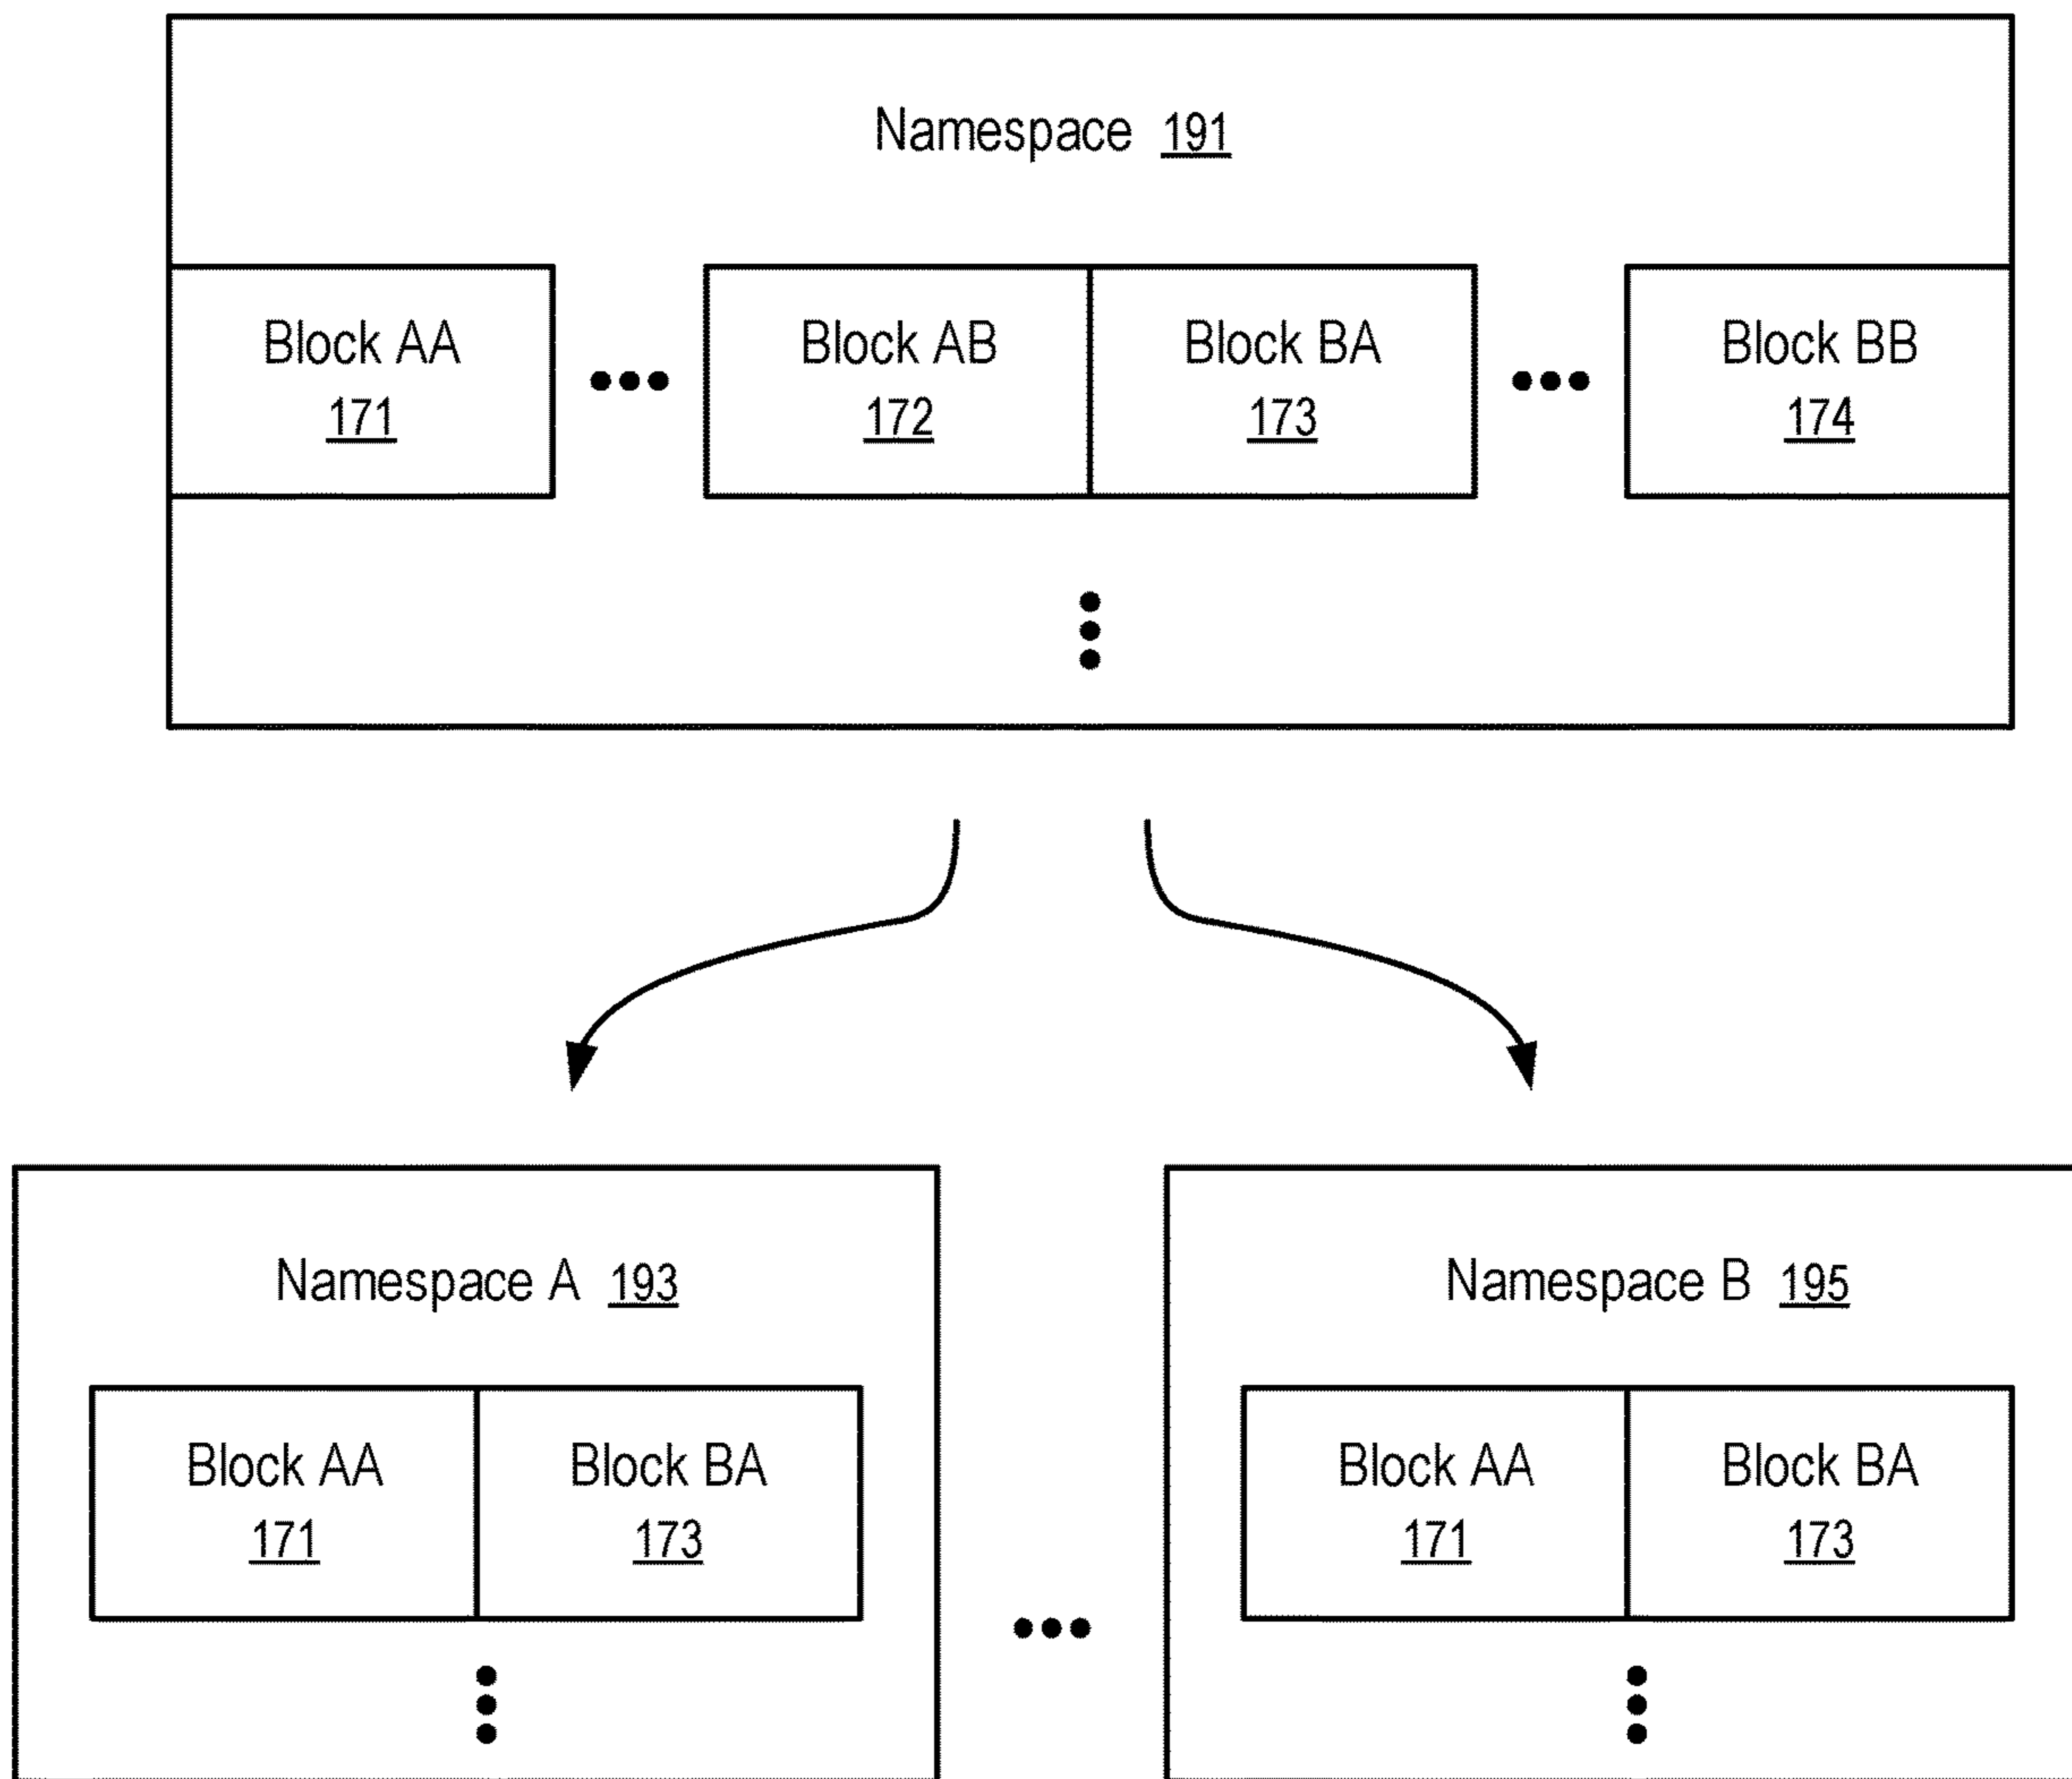 Namespace 191
Block AA Block AB Block BA Block BB
171 172 173 174
Namespace A 193 Namespace B 195
Block AA Block BA Block AA Block BA
171 173 171 173